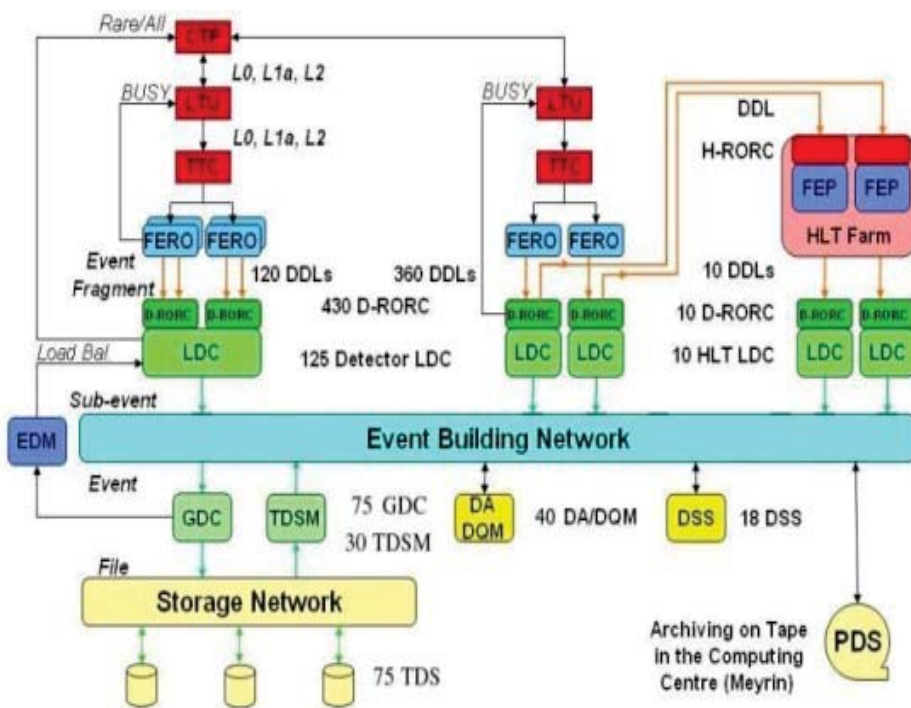 Rare/All
CTP
L0, L1a, L2
BUSY
LTU
BUSY
LTU
DDL
L0, L1a, L2
H-RORC
TTC
TTC
FEP
FEP
FERO
FERO
FERO
FERO
HLT Farm
Event
Fragment
120 DDLs
360 DDLs
10 DDLs
D-RORC
D-RORC
430 D-RORC
D-RORC
D-RORC
10 D-RORC
D-RORC
D-RORC
Load Bal.
LDC
125 Detector LDC
LDC
LDC
10 HLT LDC
LDC
LDC
Sub-event
EDM
Event Building Network
Event
GDC
TDSM
75 GDC
30 TDSM
DA
DQM
40 DA/DQM
DSS
18 DSS
File
Storage Network
Archiving on Tape
in the Computing
Centre (Meyrin)
PDS
75 TDS